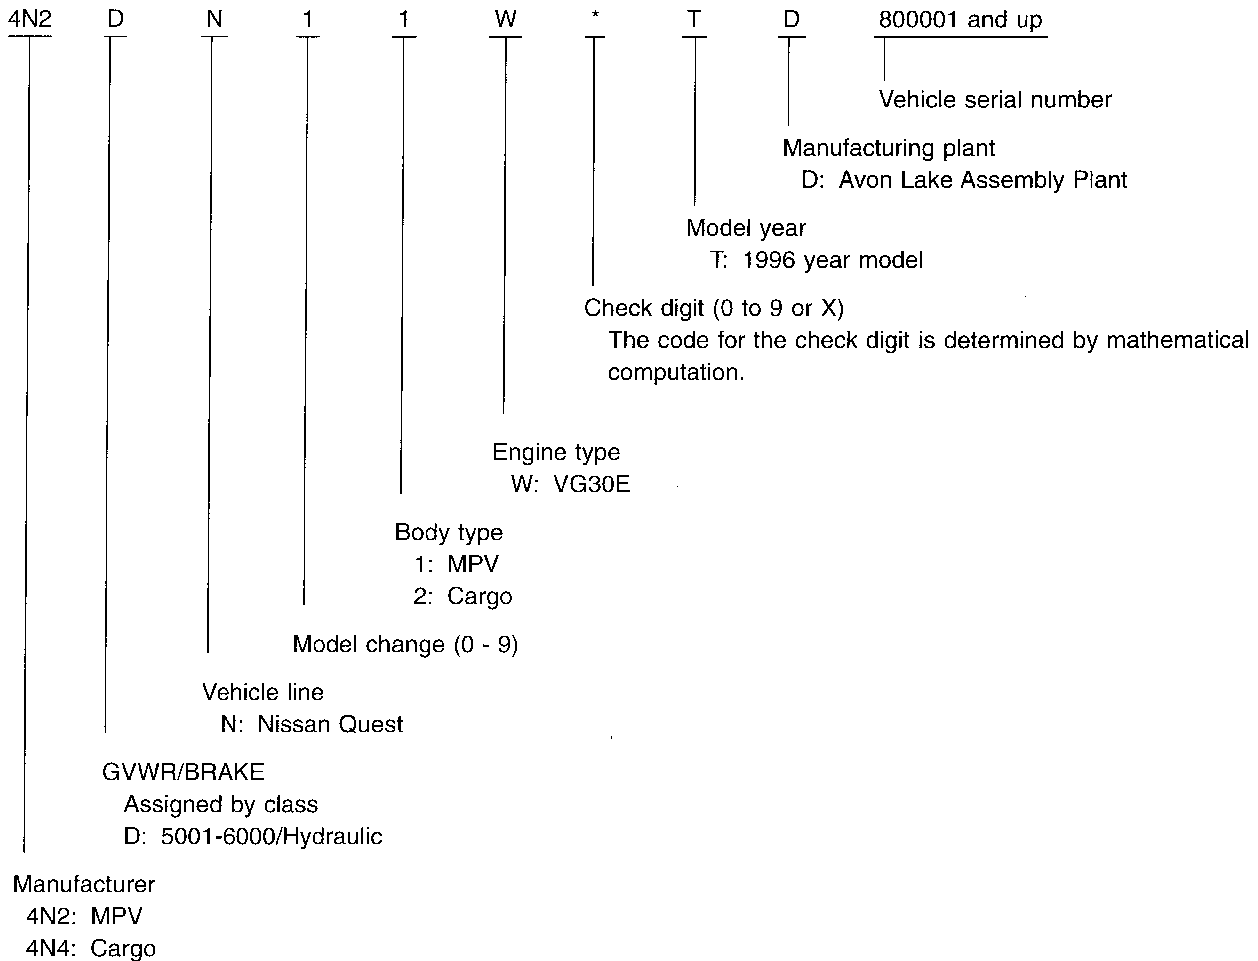 4N2 D N 1 1 W * T D 800001 and up
Vehicle serial number
Manufacturing plant
D: Avon Lake Assembly Plant
Model year
T: 1996 year model
Check digit (0 to 9 or X)
The code for the check digit is determined by mathematical
computation.
Engine type
W: VG30E
Body type
1: MPV
2: Cargo
Model change (0 - 9)
Vehicle line
N: Nissan Quest
GVWR/BRAKE
Assigned by class
D: 5001-6000/Hydraulic
Manufacturer
4N2: MPV
4N4: Cargo